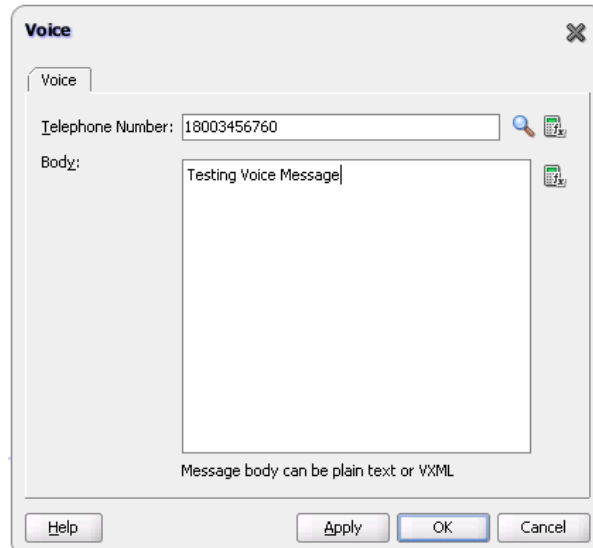 Voice
Voice
Telephone Number: 18003456760
Body:
Testing Voice Message
Message body can be plain text or VXML
Help Apply OK Cancel